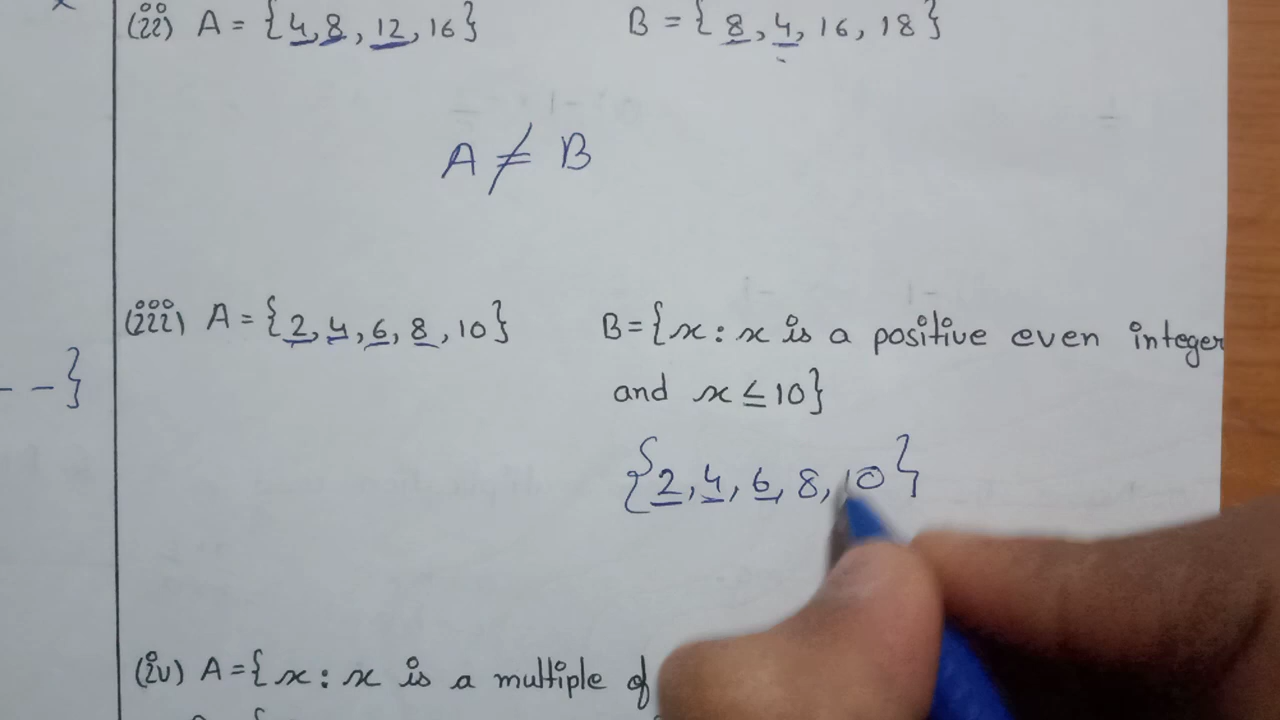 (ii) A = {4, 8, 12, 16} B = {8, 4, 16, 18}
A ≠ B
(iii) A = {2, 4, 6, 8, 10} B = {x : x is a positive even integer
and x ≤ 10}
- -}
{2, 4, 6, 8, 10}
(iv) A = {x : x is a multiple of